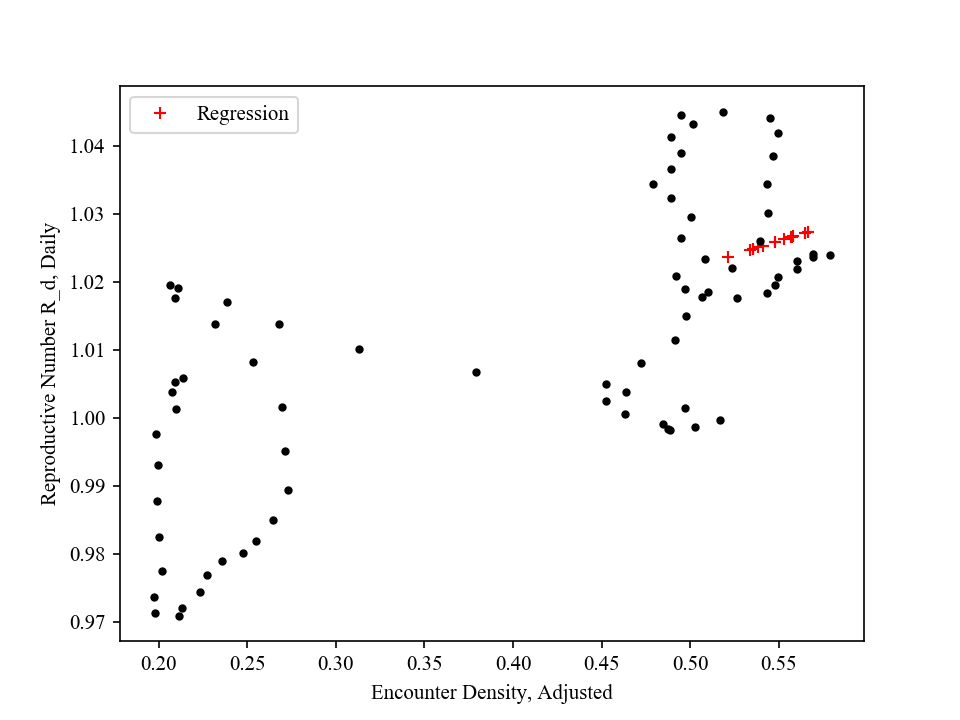 Regression
1.04
1.03
1.02
1.01
1.00
0.99
0.98
0.97
Reproductive Number R_d, Daily
0.20 0.25 0.30 0.35 0.40 0.45 0.50 0.55
Encounter Density, Adjusted